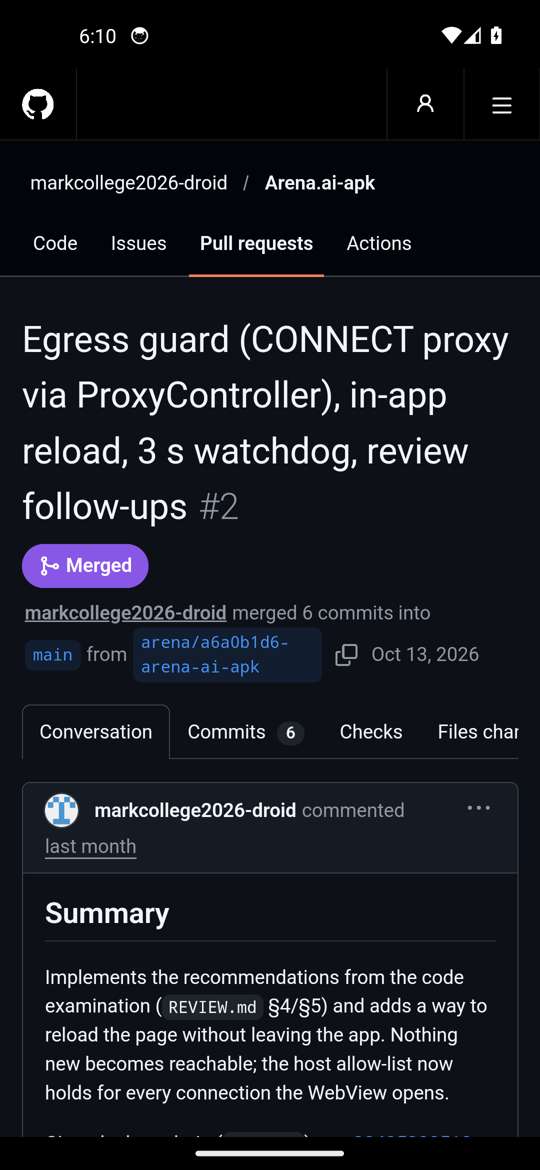 6:10
markcollege2026-droid / Arena.ai-apk
Code Issues Pull requests Actions
Egress guard (CONNECT proxy
via ProxyController), in-app
reload, 3 s watchdog, review
follow-ups #2
Merged
markcollege2026-droid merged 6 commits into
main from arena/a6a0b1d6-
arena-ai-apk Oct 13, 2026
Conversation Commits 6 Checks Files char
markcollege2026-droid commented
last month
Summary
Implements the recommendations from the code
examination (REVIEW.md §4/§5) and adds a way to
reload the page without leaving the app. Nothing
new becomes reachable; the host allow-list now
holds for every connection the WebView opens.